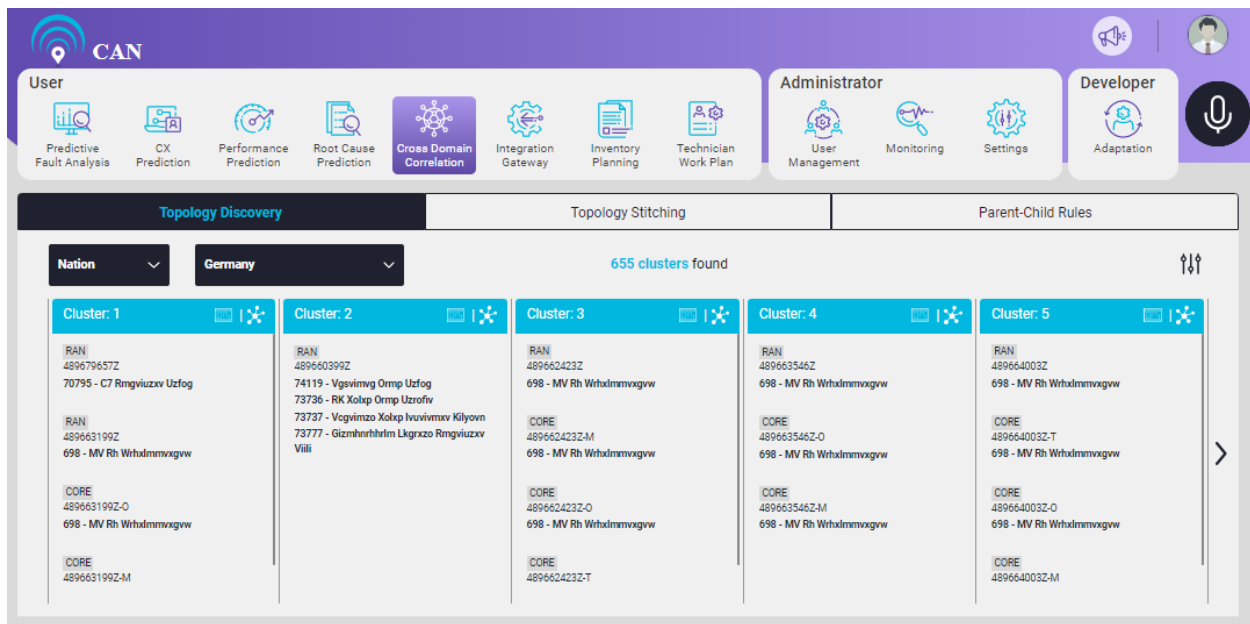 CAN
User
Administrator
Developer
Predictive
Fault Analysis
CX
Prediction
Performance
Prediction
Root Cause
Prediction
Cross Domain
Correlation
Integration
Gateway
Inventory
Planning
Technician
Work Plan
User
Management
Monitoring
Settings
Adaptation
Topology Discovery
Topology Stitching
Parent-Child Rules
Nation
Germany
655 clusters found
Cluster: 1
RAN
489679657Z
70795 - C7 Rmgviuzxv Uzfog
RAN
489663199Z
698 - MV Rh Wrhxlmmvxgvw
CORE
489663199Z-O
698 - MV Rh Wrhxlmmvxgvw
CORE
489663199Z-M
Cluster: 2
RAN
489660399Z
74119 - Vgsvimvg Ormp Uzfog
73736 - RK Xolxp Ormp Uzrofiv
73737 - Vcgvimzo Xolxp Ivuvivmxv Kilyovn
73777 - Gizmhnrhhrlm Lkgrxzo Rmgviuzxv
Viili
Cluster: 3
RAN
489662423Z
698 - MV Rh Wrhxlmmvxgvw
CORE
489662423Z-M
698 - MV Rh Wrhxlmmvxgvw
CORE
489662423Z-O
698 - MV Rh Wrhxlmmvxgvw
CORE
489662423Z-T
Cluster: 4
RAN
489663546Z
698 - MV Rh Wrhxlmmvxgvw
CORE
489663546Z-O
698 - MV Rh Wrhxlmmvxgvw
CORE
489663546Z-M
698 - MV Rh Wrhxlmmvxgvw
Cluster: 5
RAN
489664003Z
698 - MV Rh Wrhxlmmvxgvw
CORE
489664003Z-T
698 - MV Rh Wrhxlmmvxgvw
CORE
489664003Z-O
698 - MV Rh Wrhxlmmvxgvw
CORE
489664003Z-M